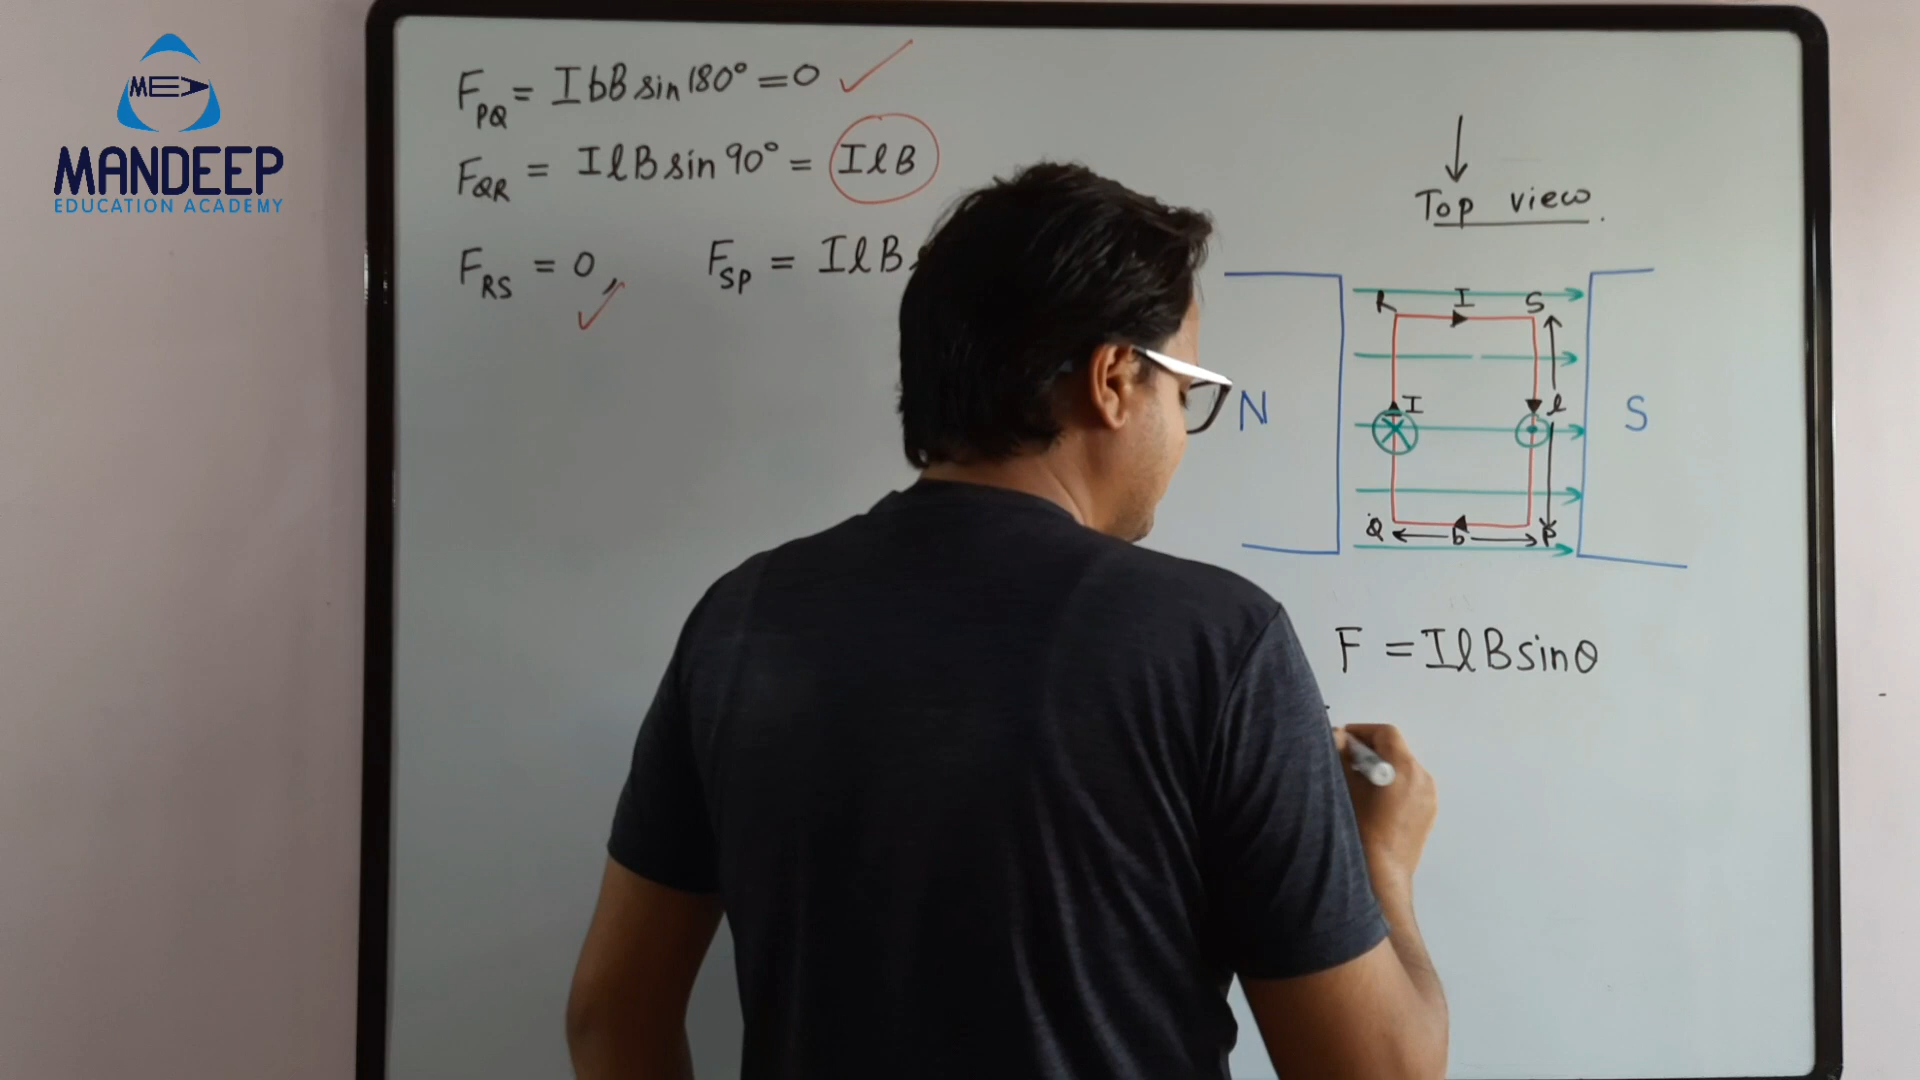 MEA
MANDEEP
EDUCATION ACADEMY
F_PQ = IbB sin 180° = 0 ✓
F_QR = IℓB sin 90° = IℓB
F_RS = 0, ✓ F_SP = IℓB
Top view.
R I S
N I ℓ S
Q b P
F = IℓB sinθ